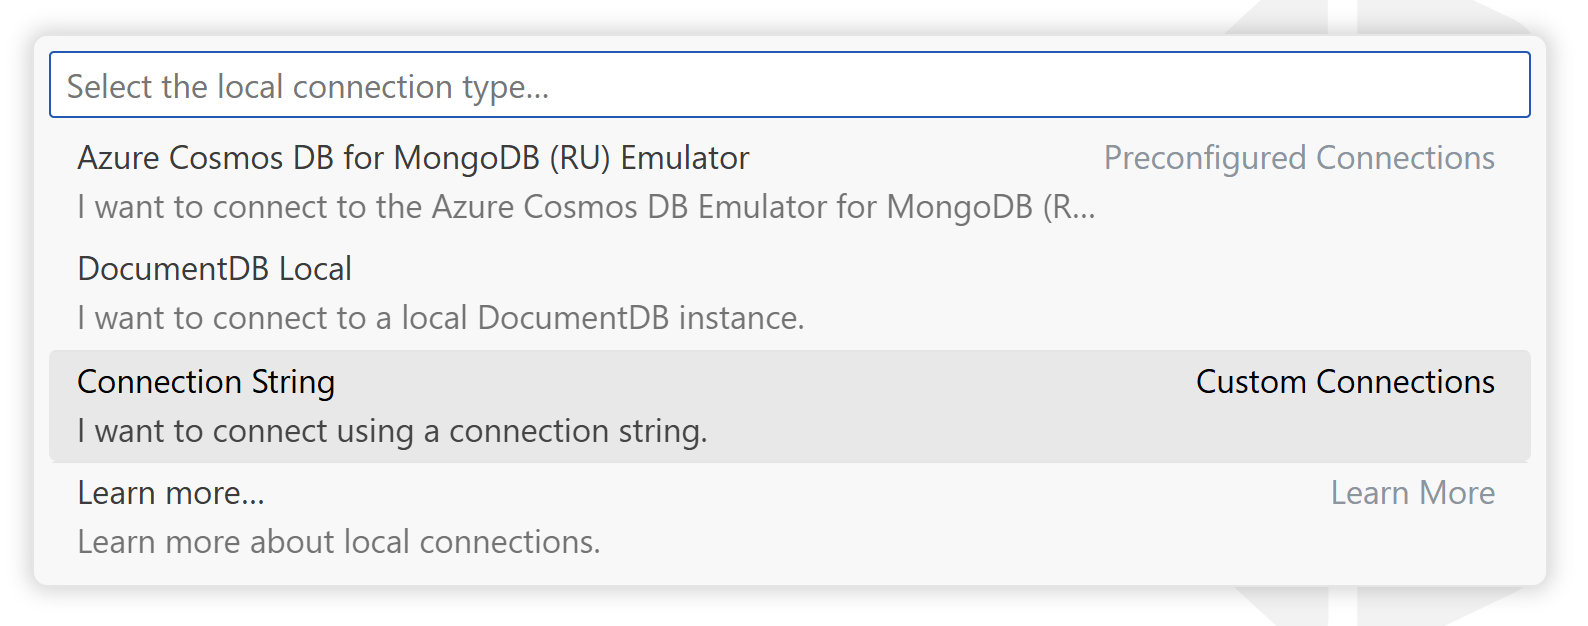 Select the local connection type...
Azure Cosmos DB for MongoDB (RU) Emulator Preconfigured Connections
I want to connect to the Azure Cosmos DB Emulator for MongoDB (R...
DocumentDB Local
I want to connect to a local DocumentDB instance.
Connection String Custom Connections
I want to connect using a connection string.
Learn more... Learn More
Learn more about local connections.